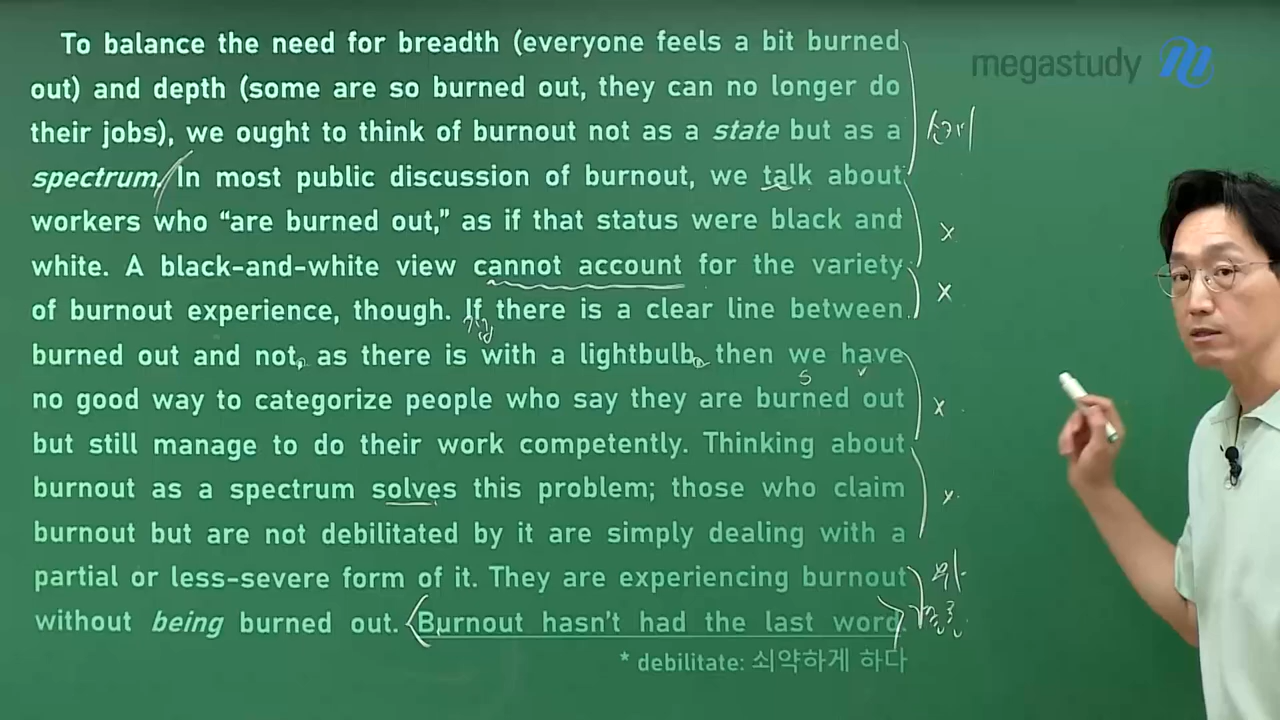 To balance the need for breadth (everyone feels a bit burned
out) and depth (some are so burned out, they can no longer do
their jobs), we ought to think of burnout not as a state but as a
spectrum. In most public discussion of burnout, we talk about
workers who “are burned out,” as if that status were black and
white. A black-and-white view cannot account for the variety
of burnout experience, though. If there is a clear line between
burned out and not, as there is with a lightbulb, then we have
no good way to categorize people who say they are burned out
but still manage to do their work competently. Thinking about
burnout as a spectrum solves this problem; those who claim
burnout but are not debilitated by it are simply dealing with a
partial or less-severe form of it. They are experiencing burnout
without being burned out. Burnout hasn’t had the last word.
* debilitate: 쇠약하게 하다
megastudy
x
x
s
v
x
x